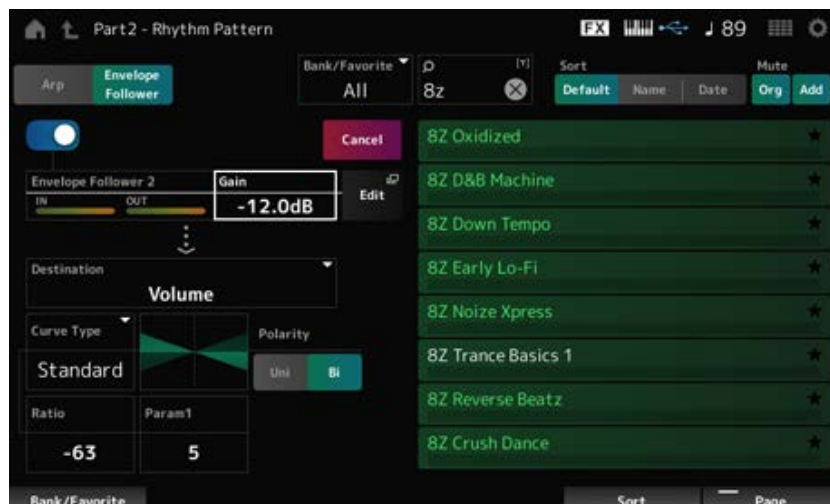 Part2 - Rhythm Pattern FX 89
Arp Envelope Follower Bank/Favorite All 8z [Y] Sort Default Name Date Mute Org Add
Cancel
Envelope Follower 2 Gain -12.0dB Edit
IN OUT
Destination
Volume
Curve Type Standard Polarity Uni Bi
Ratio -63 Param1 5
8Z Oxidized
8Z D&B Machine
8Z Down Tempo
8Z Early Lo-Fi
8Z Noize Xpress
8Z Trance Basics 1
8Z Reverse Beatz
8Z Crush Dance
Bank/Favorite Sort Page